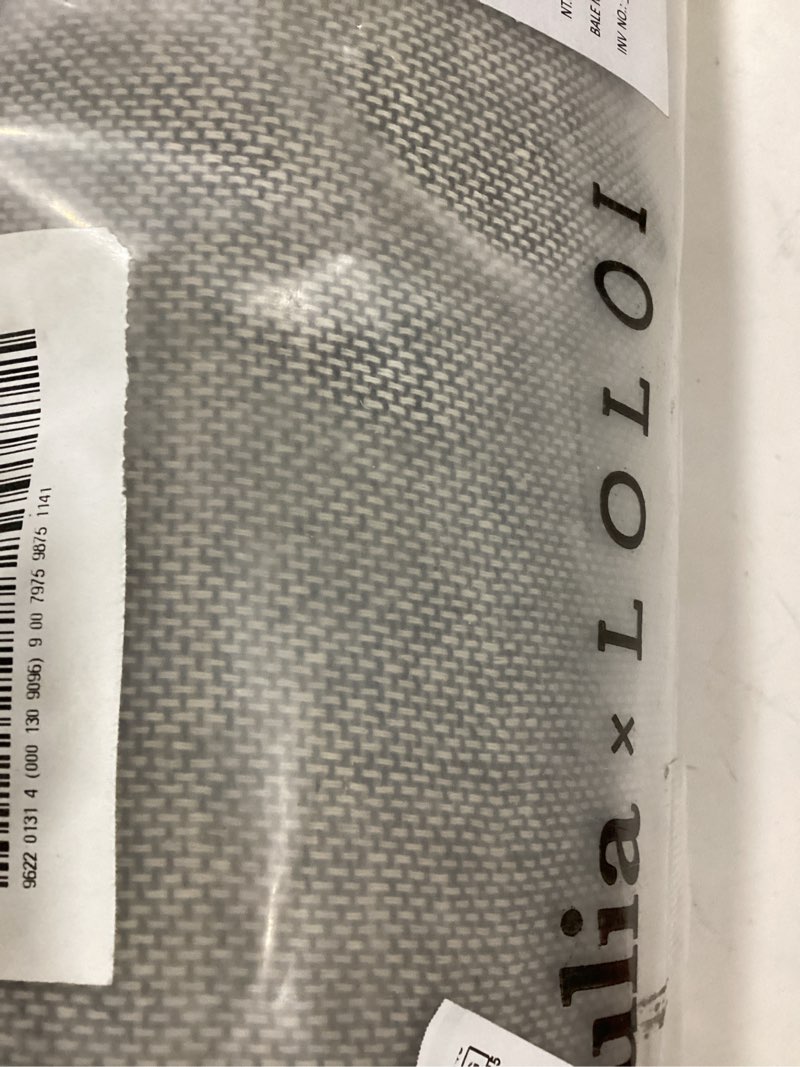 NT.
BALE
INV NO.:
ulia × LOLOI
9622 0131 4 (000 130 9096) 9 00 7975 9875 1141